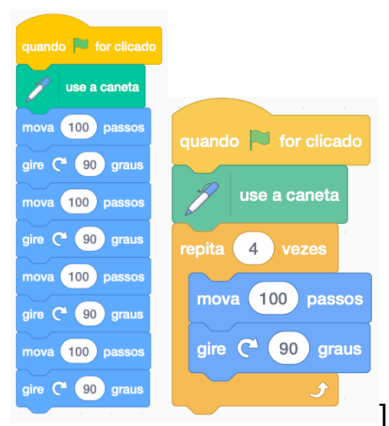 quando for clicado
use a caneta
mova 100 passos
gire 90 graus
mova 100 passos
gire 90 graus
mova 100 passos
gire 90 graus
mova 100 passos
gire 90 graus
quando for clicado
use a caneta
repita 4 vezes
mova 100 passos
gire 90 graus
]